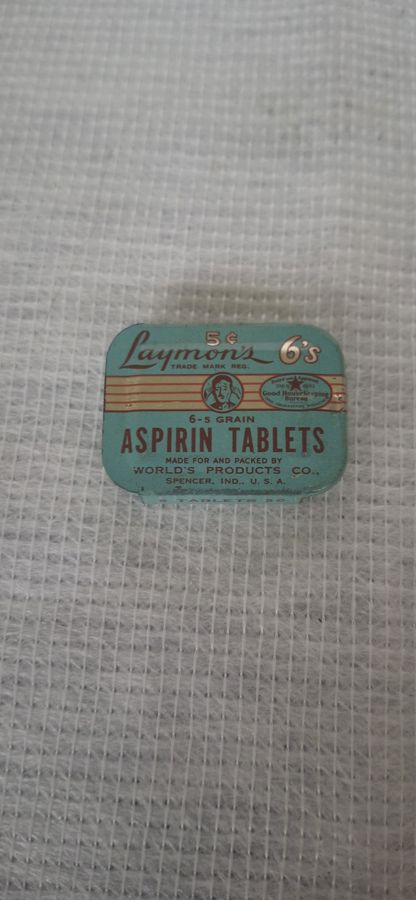 5¢
Laymon's 6's
TRADE MARK REG.
Good Housekeeping
Bureau
6-5 GRAIN
ASPIRIN TABLETS
MADE FOR AND PACKED BY
WORLD'S PRODUCTS CO.,
SPENCER, IND., U. S. A.
TABLETS